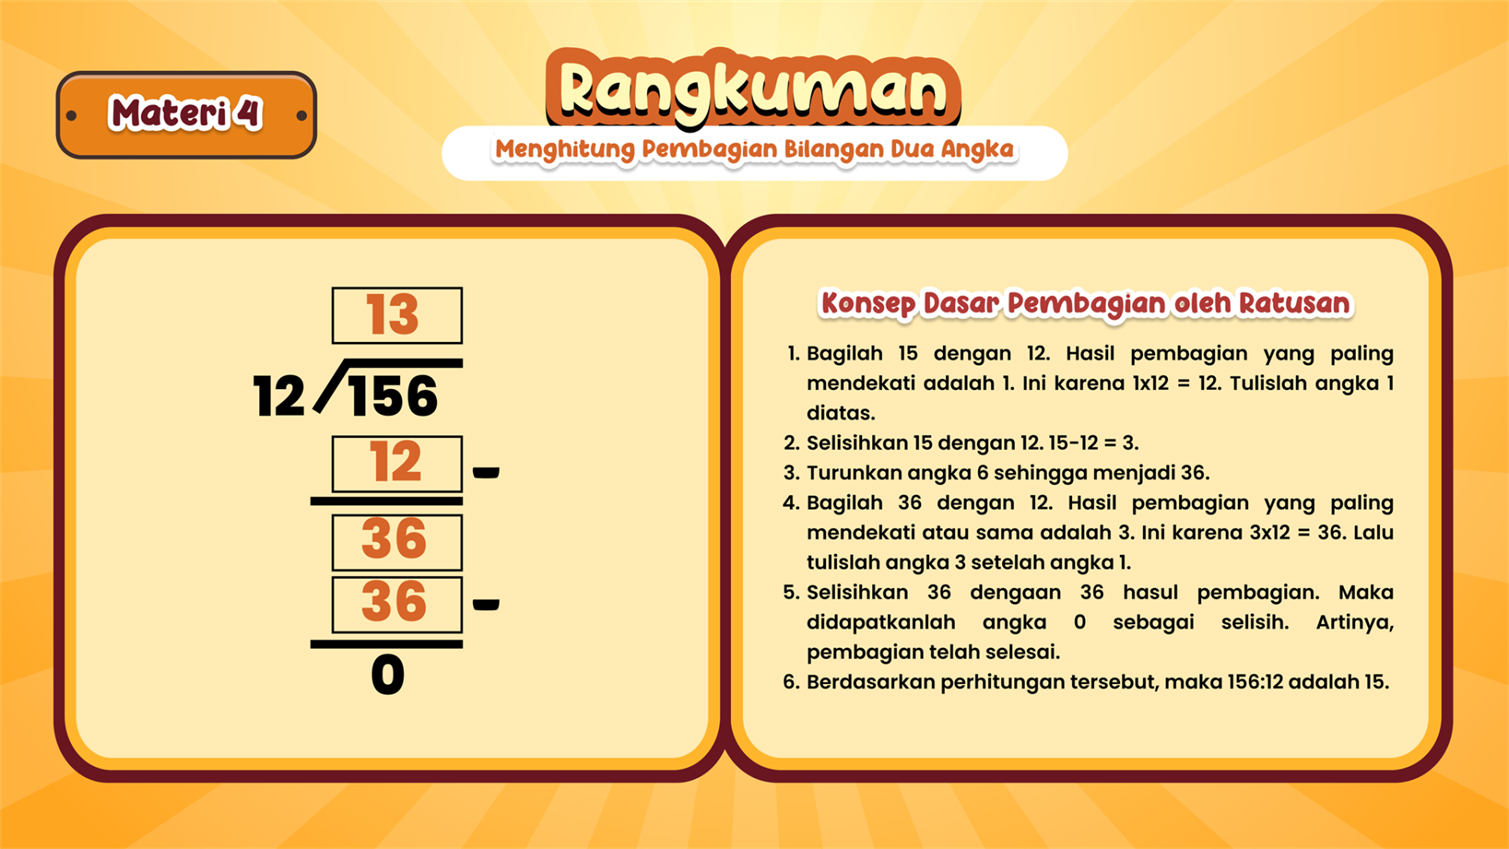 Materi 4
Rangkuman
Menghitung Pembagian Bilangan Dua Angka
13
12 156
12 -
36
36 -
0
Konsep Dasar Pembagian oleh Ratusan
1. Bagilah 15 dengan 12. Hasil pembagian yang paling
mendekati adalah 1. Ini karena 1x12 = 12. Tulislah angka 1
diatas.
2. Selisihkan 15 dengan 12. 15-12 = 3.
3. Turunkan angka 6 sehingga menjadi 36.
4. Bagilah 36 dengan 12. Hasil pembagian yang paling
mendekati atau sama adalah 3. Ini karena 3x12 = 36. Lalu
tulislah angka 3 setelah angka 1.
5. Selisihkan 36 dengaan 36 hasul pembagian. Maka
didapatkanlah angka 0 sebagai selisih. Artinya,
pembagian telah selesai.
6. Berdasarkan perhitungan tersebut, maka 156:12 adalah 15.